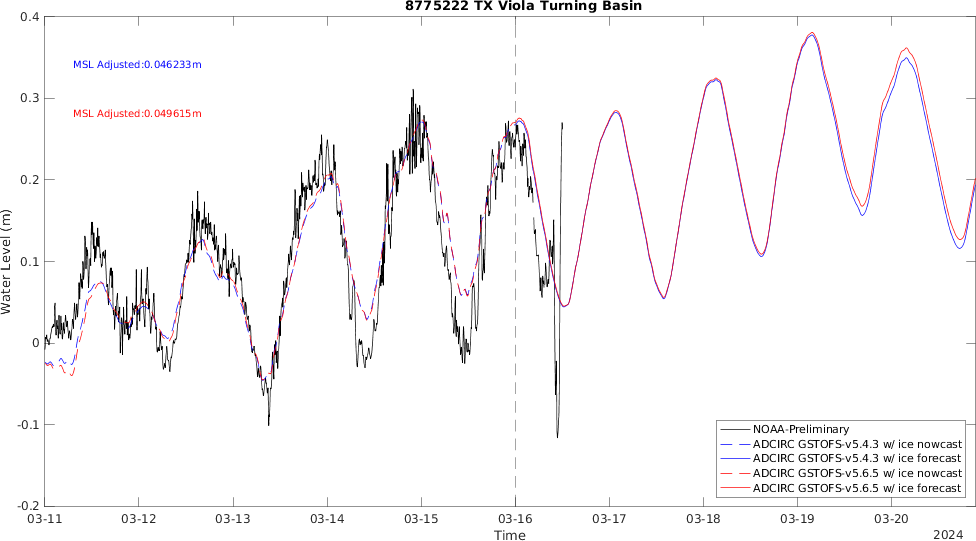 8775222 TX Viola Turning Basin
MSL Adjusted:0.046233m
MSL Adjusted:0.049615m
Water Level (m)
0.4
0.3
0.2
0.1
0
-0.1
-0.2
NOAA-Preliminary
ADCIRC GSTOFS-v5.4.3 w/ ice nowcast
ADCIRC GSTOFS-v5.4.3 w/ ice forecast
ADCIRC GSTOFS-v5.6.5 w/ ice nowcast
ADCIRC GSTOFS-v5.6.5 w/ ice forecast
03-11 03-12 03-13 03-14 03-15 03-16 03-17 03-18 03-19 03-20
Time
2024